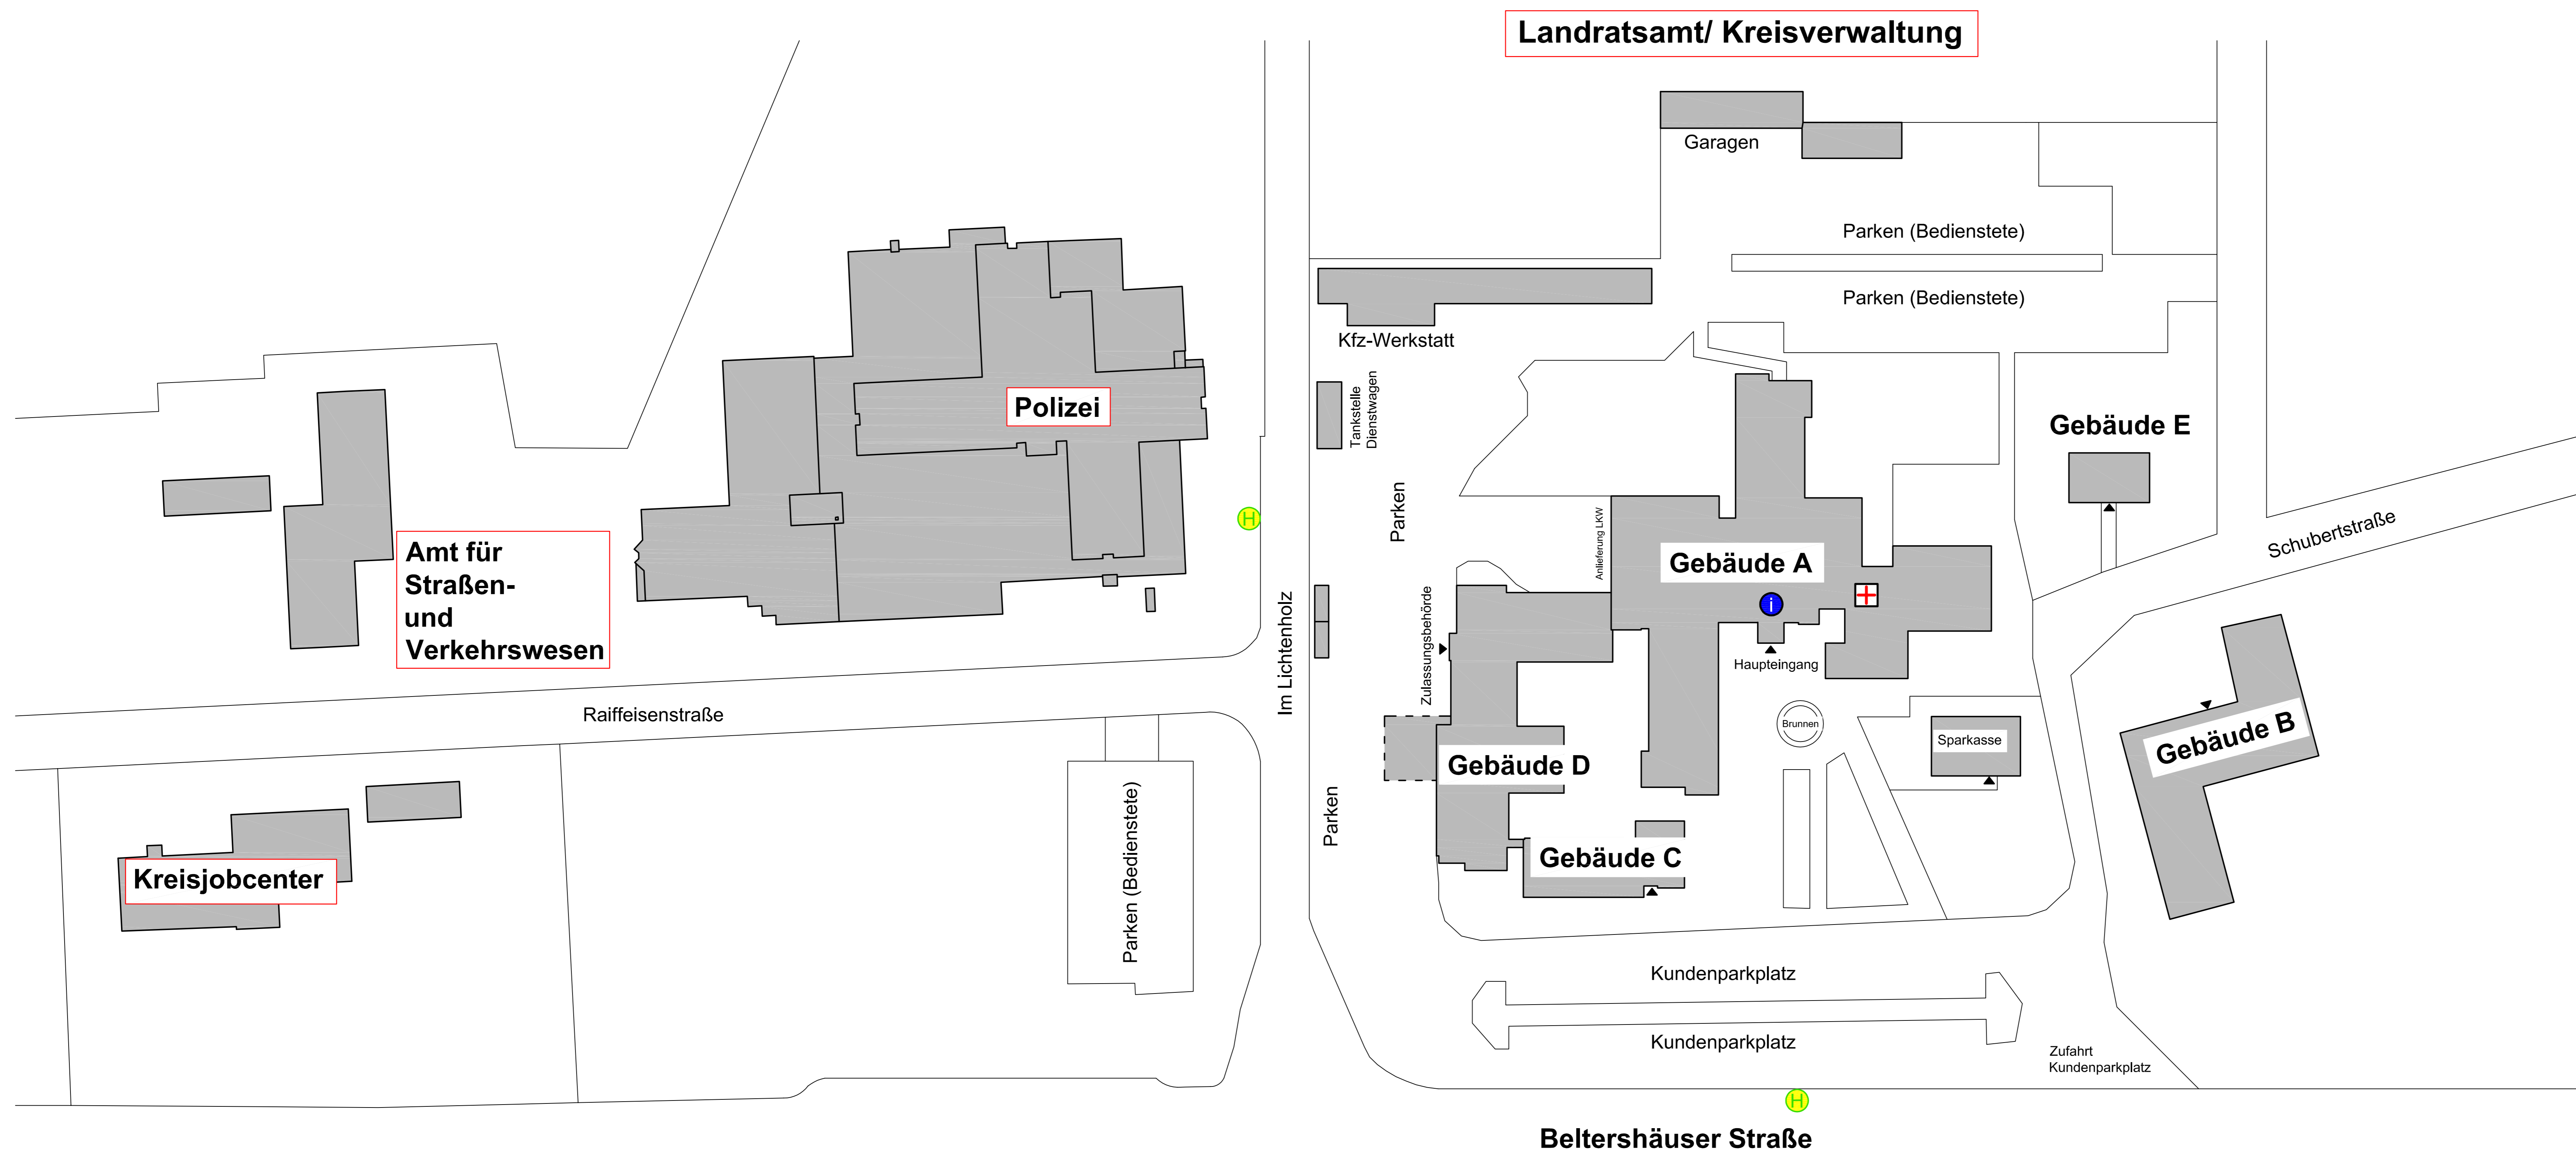 Landratsamt/ Kreisverwaltung
Garagen
Parken (Bedienstete)
Parken (Bedienstete)
Kfz-Werkstatt
Tankstelle
Dienstwagen
Polizei
Gebäude E
Parken
Anlieferung LKW
Schubertstraße
H
Amt für
Straßen-
und
Verkehrswesen
Gebäude A
i
Zulassungsbehörde
Im Lichtenholz
Haupteingang
Raiffeisenstraße
Brunnen
Sparkasse
Gebäude B
Gebäude D
Parken
Parken (Bedienstete)
Gebäude C
Kreisjobcenter
Kundenparkplatz
Kundenparkplatz
Zufahrt
Kundenparkplatz
H
Beltershäuser Straße